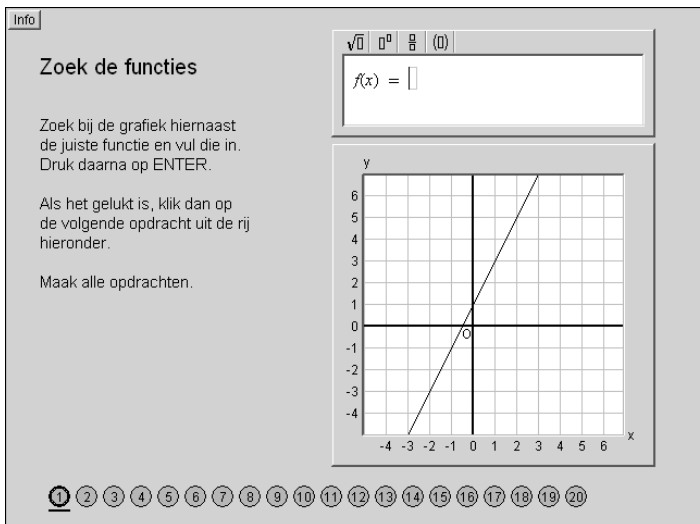 Info
Zoek de functies
Zoek bij de grafiek hiernaast
de juiste functie en vul die in.
Druk daarna op ENTER.
Als het gelukt is, klik dan op
de volgende opdracht uit de rij
hieronder.
Maak alle opdrachten.
√▯ ▯▯ ▯/▯ (▯)
f(x) = ▯
y
6
5
4
3
2
1
0
-1
-2
-3
-4
O
-4 -3 -2 -1 0 1 2 3 4 5 6
x
1 2 3 4 5 6 7 8 9 10 11 12 13 14 15 16 17 18 19 20